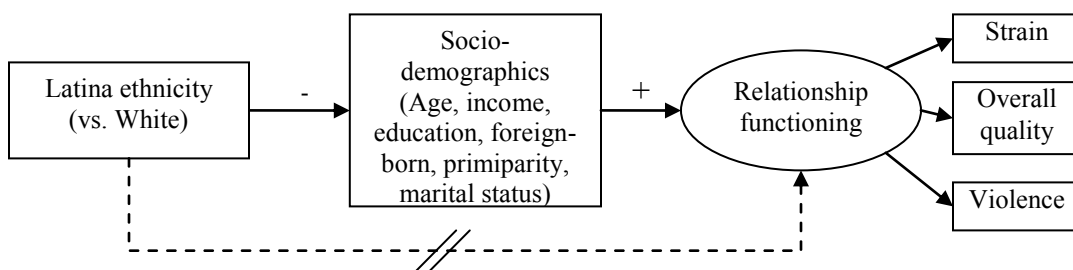 Latina ethnicity
(vs. White)
-
Socio-
demographics
(Age, income,
education, foreign-
born, primiparity,
marital status)
+
Relationship
functioning
Strain
Overall
quality
Violence